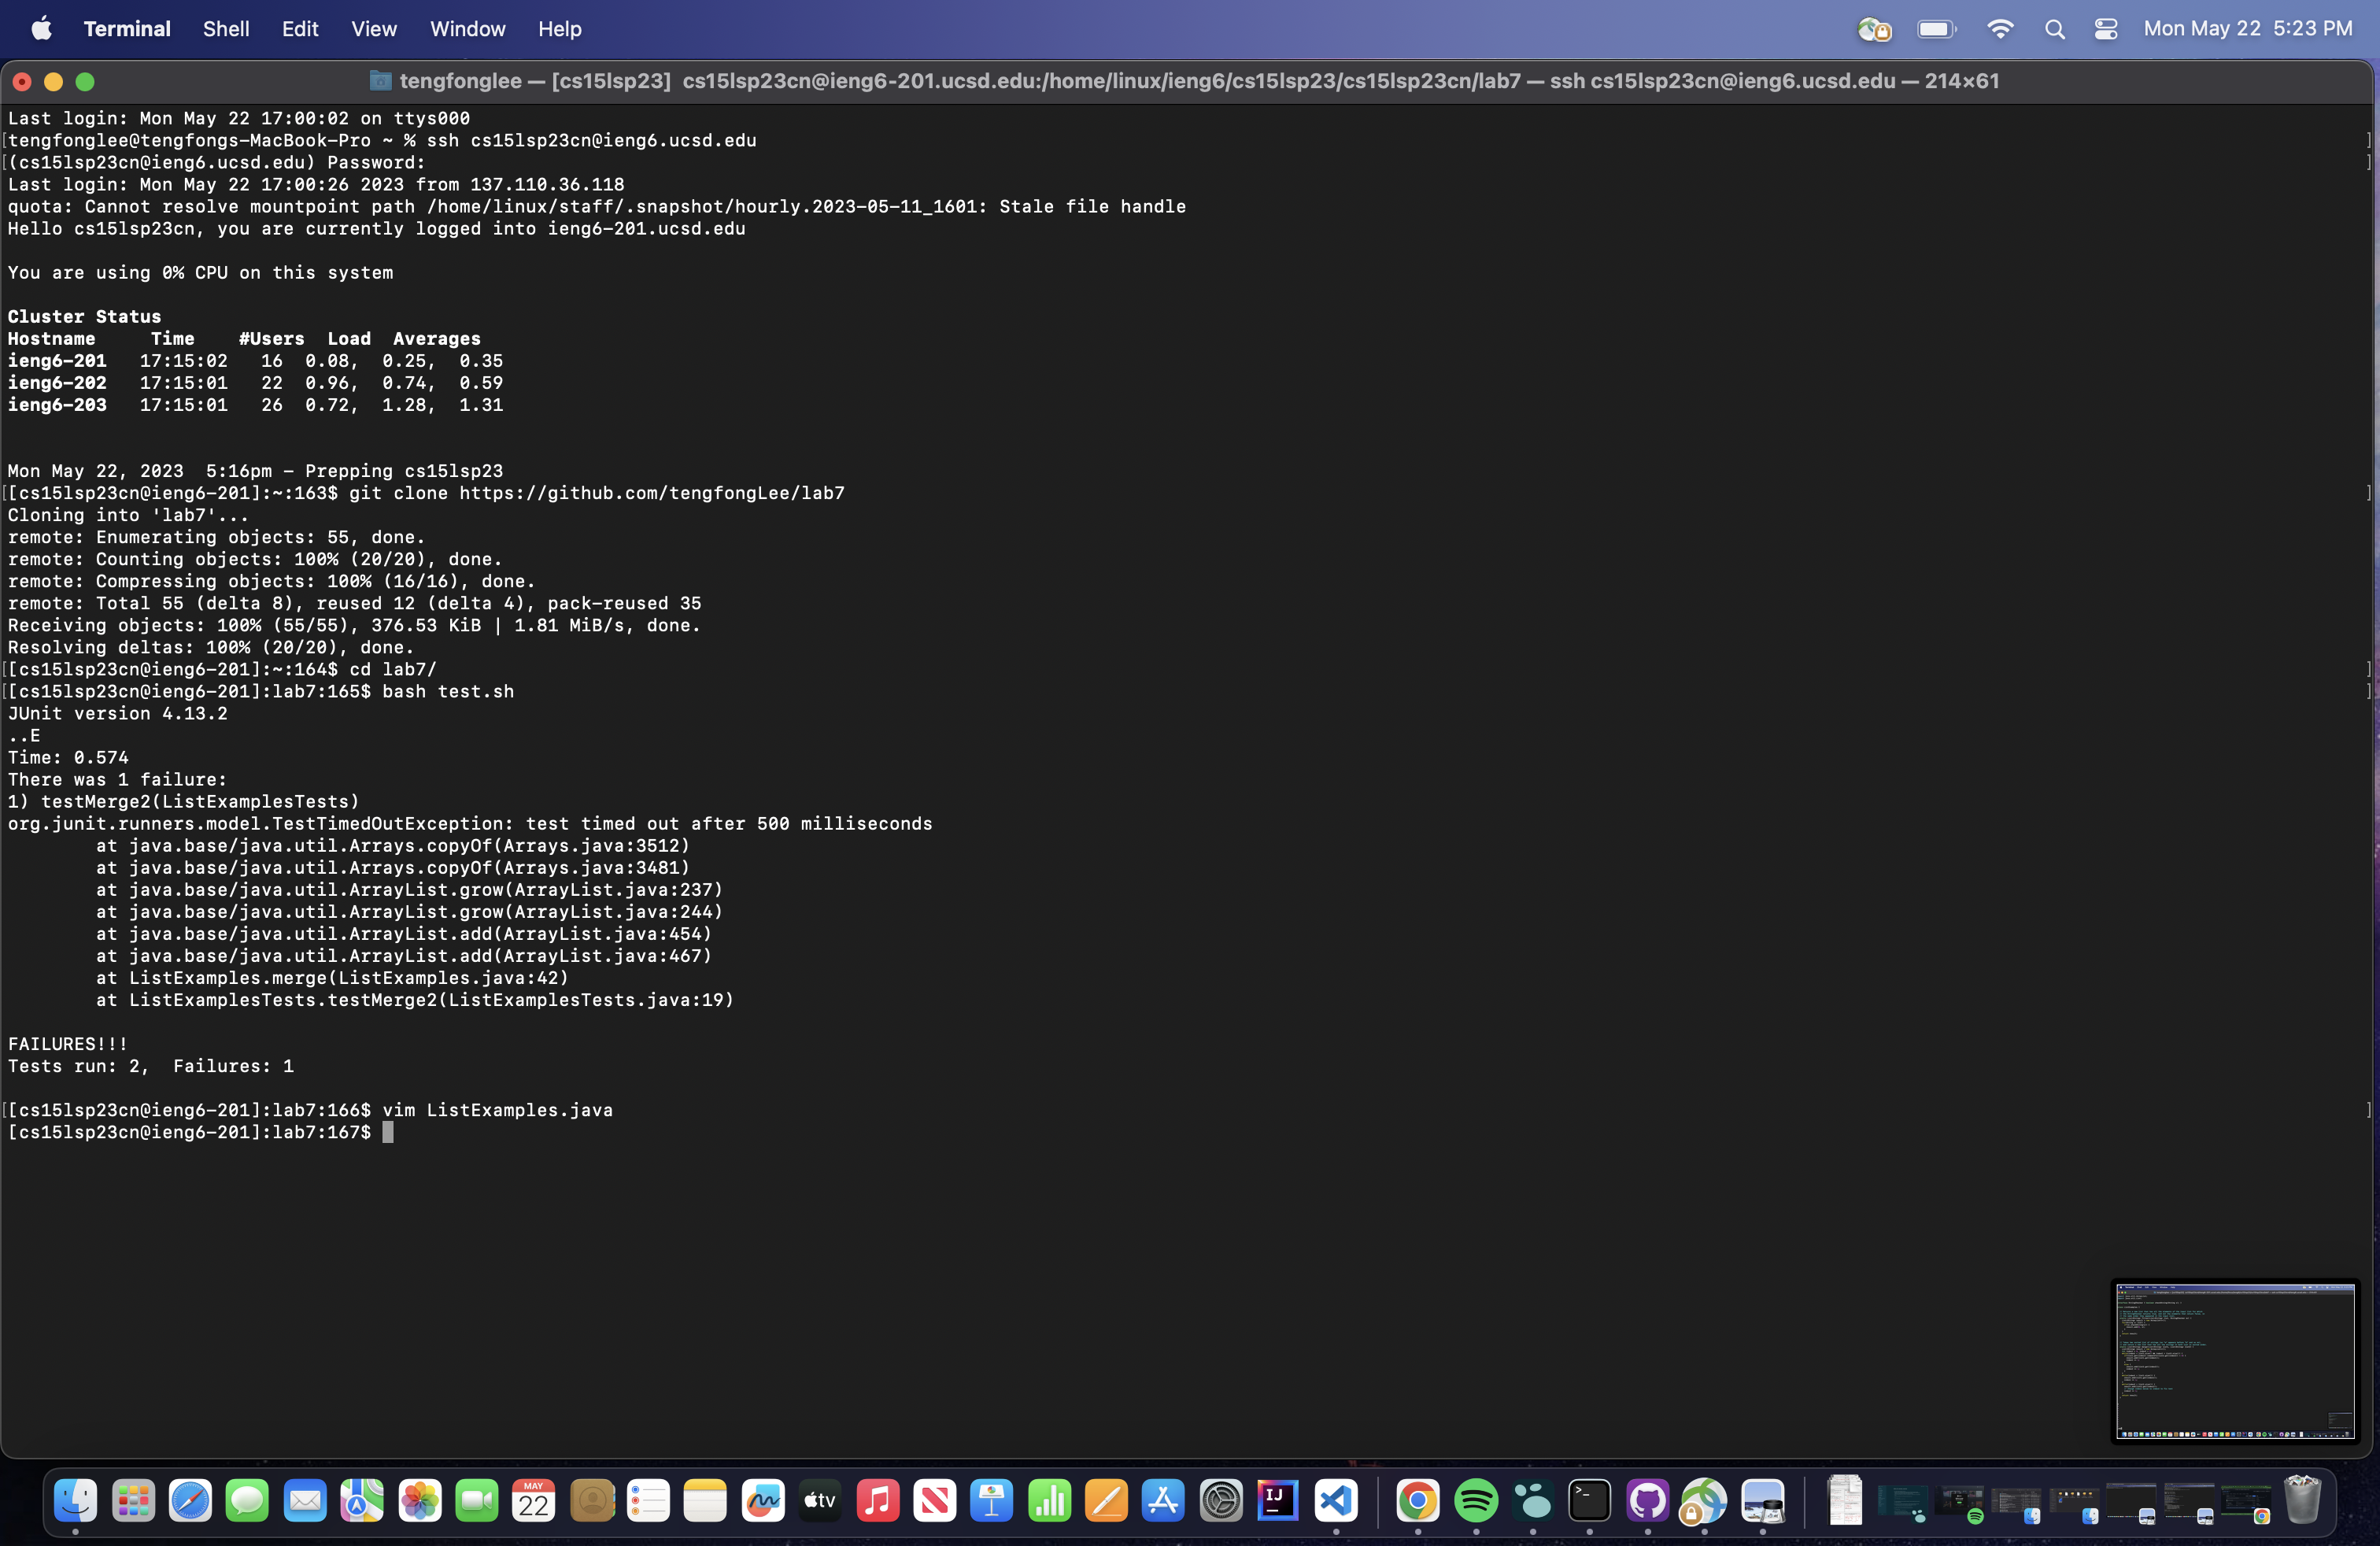 Terminal Shell Edit View Window Help Mon May 22 5:23 PM
tengfonglee — [cs15lsp23] cs15lsp23cn@ieng6-201.ucsd.edu:/home/linux/ieng6/cs15lsp23/cs15lsp23cn/lab7 — ssh cs15lsp23cn@ieng6.ucsd.edu — 214×61
Last login: Mon May 22 17:00:02 on ttys000
[tengfonglee@tengfongs-MacBook-Pro ~ % ssh cs15lsp23cn@ieng6.ucsd.edu ]
[(cs15lsp23cn@ieng6.ucsd.edu) Password: ]
Last login: Mon May 22 17:00:26 2023 from 137.110.36.118
quota: Cannot resolve mountpoint path /home/linux/staff/.snapshot/hourly.2023-05-11_1601: Stale file handle
Hello cs15lsp23cn, you are currently logged into ieng6-201.ucsd.edu
You are using 0% CPU on this system
Cluster Status
Hostname Time #Users Load Averages
ieng6-201 17:15:02 16 0.08, 0.25, 0.35
ieng6-202 17:15:01 22 0.96, 0.74, 0.59
ieng6-203 17:15:01 26 0.72, 1.28, 1.31
Mon May 22, 2023 5:16pm - Prepping cs15lsp23
[[cs15lsp23cn@ieng6-201]:~:163$ git clone https://github.com/tengfongLee/lab7 ]
Cloning into 'lab7'...
remote: Enumerating objects: 55, done.
remote: Counting objects: 100% (20/20), done.
remote: Compressing objects: 100% (16/16), done.
remote: Total 55 (delta 8), reused 12 (delta 4), pack-reused 35
Receiving objects: 100% (55/55), 376.53 KiB | 1.81 MiB/s, done.
Resolving deltas: 100% (20/20), done.
[[cs15lsp23cn@ieng6-201]:~:164$ cd lab7/ ]
[[cs15lsp23cn@ieng6-201]:lab7:165$ bash test.sh ]
JUnit version 4.13.2
..E
Time: 0.574
There was 1 failure:
1) testMerge2(ListExamplesTests)
org.junit.runners.model.TestTimedOutException: test timed out after 500 milliseconds
at java.base/java.util.Arrays.copyOf(Arrays.java:3512)
at java.base/java.util.Arrays.copyOf(Arrays.java:3481)
at java.base/java.util.ArrayList.grow(ArrayList.java:237)
at java.base/java.util.ArrayList.grow(ArrayList.java:244)
at java.base/java.util.ArrayList.add(ArrayList.java:454)
at java.base/java.util.ArrayList.add(ArrayList.java:467)
at ListExamples.merge(ListExamples.java:42)
at ListExamplesTests.testMerge2(ListExamplesTests.java:19)
FAILURES!!!
Tests run: 2, Failures: 1
[[cs15lsp23cn@ieng6-201]:lab7:166$ vim ListExamples.java ]
[cs15lsp23cn@ieng6-201]:lab7:167$
MAY
22
tv
IJ